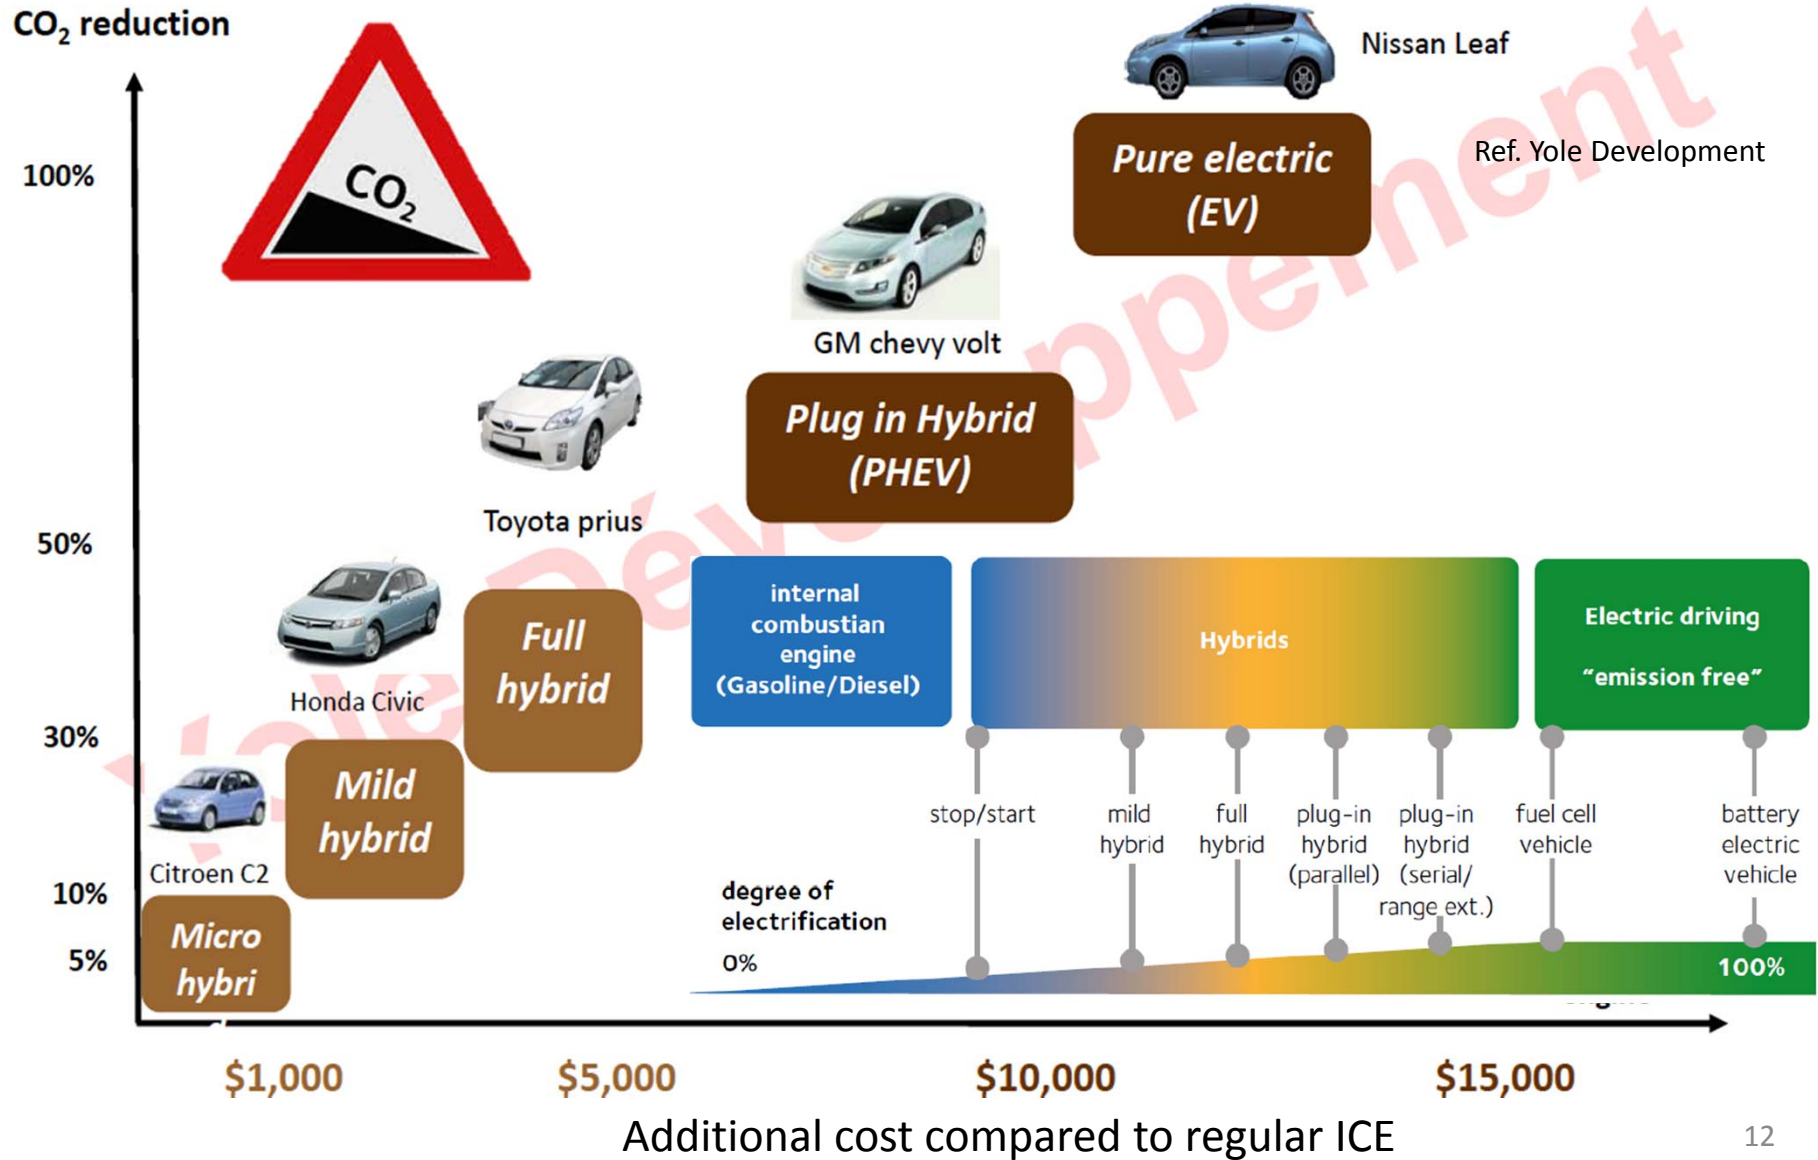 CO₂ reduction
Nissan Leaf
Pure electric
(EV)
Ref. Yole Development
100%
CO₂
GM chevy volt
Plug in Hybrid
(PHEV)
Toyota prius
50%
Honda Civic
Full
hybrid
internal
combustian
engine
(Gasoline/Diesel)
Hybrids
Electric driving
“emission free”
30%
Mild
hybrid
stop/start
mild
hybrid
full
hybrid
plug-in
hybrid
(parallel)
plug-in
hybrid
(serial/
range ext.)
fuel cell
vehicle
battery
electric
vehicle
Citroen C2
10%
Micro
hybri
5%
degree of
electrification
0%
100%
$1,000
$5,000
$10,000
$15,000
Additional cost compared to regular ICE
12
Yole Développement